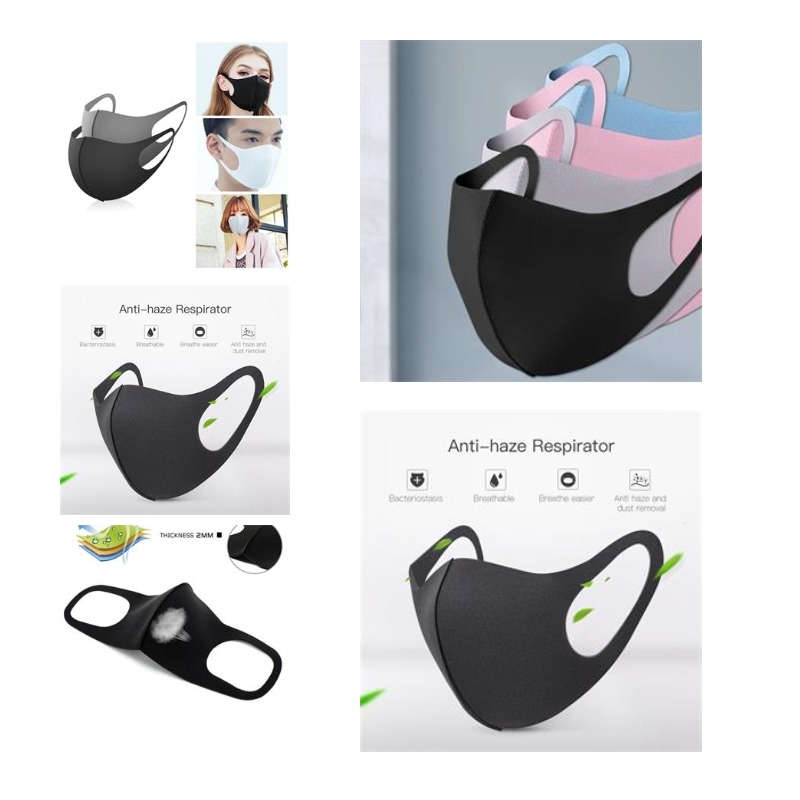 Anti-haze Respirator
Bacteriostasis Breathable Breathe easier Anti haze and
dust removal
THICKNESS 2MM
Anti-haze Respirator
Bacteriostasis Breathable Breathe easier Anti haze and
dust removal